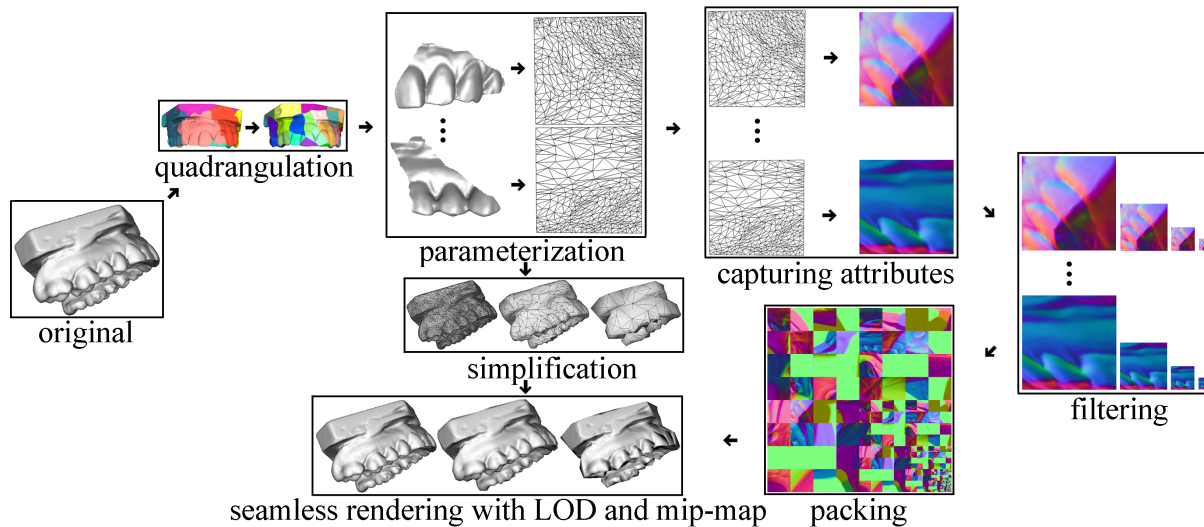 quadrangulation
original
parameterization
capturing attributes
simplification
filtering
seamless rendering with LOD and mip-map
packing